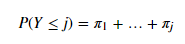 P(Y ≤ j) = π₁ + … + πⱼ